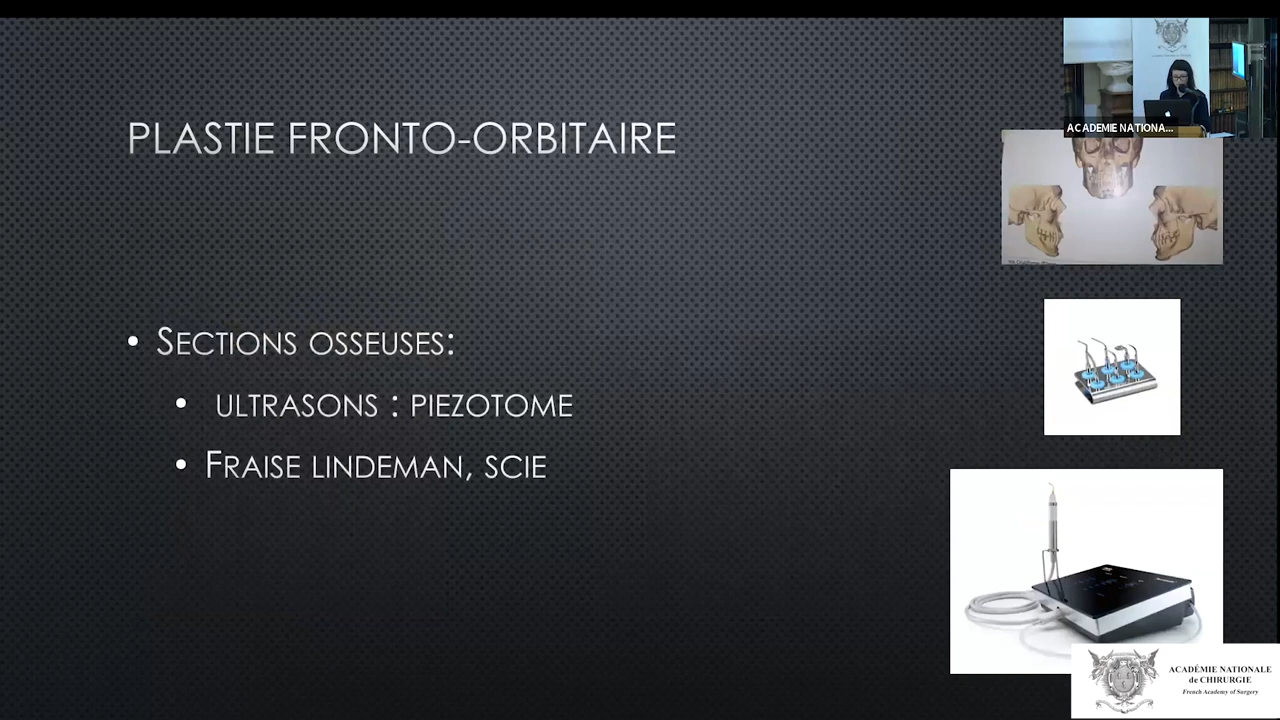 ACADEMIE NATIONA...
PLASTIE FRONTO-ORBITAIRE
• SECTIONS OSSEUSES:
• ULTRASONS : PIEZOTOME
• FRAISE LINDEMAN, SCIE
ACADÉMIE NATIONALE
de CHIRURGIE
French Academy of Surgery